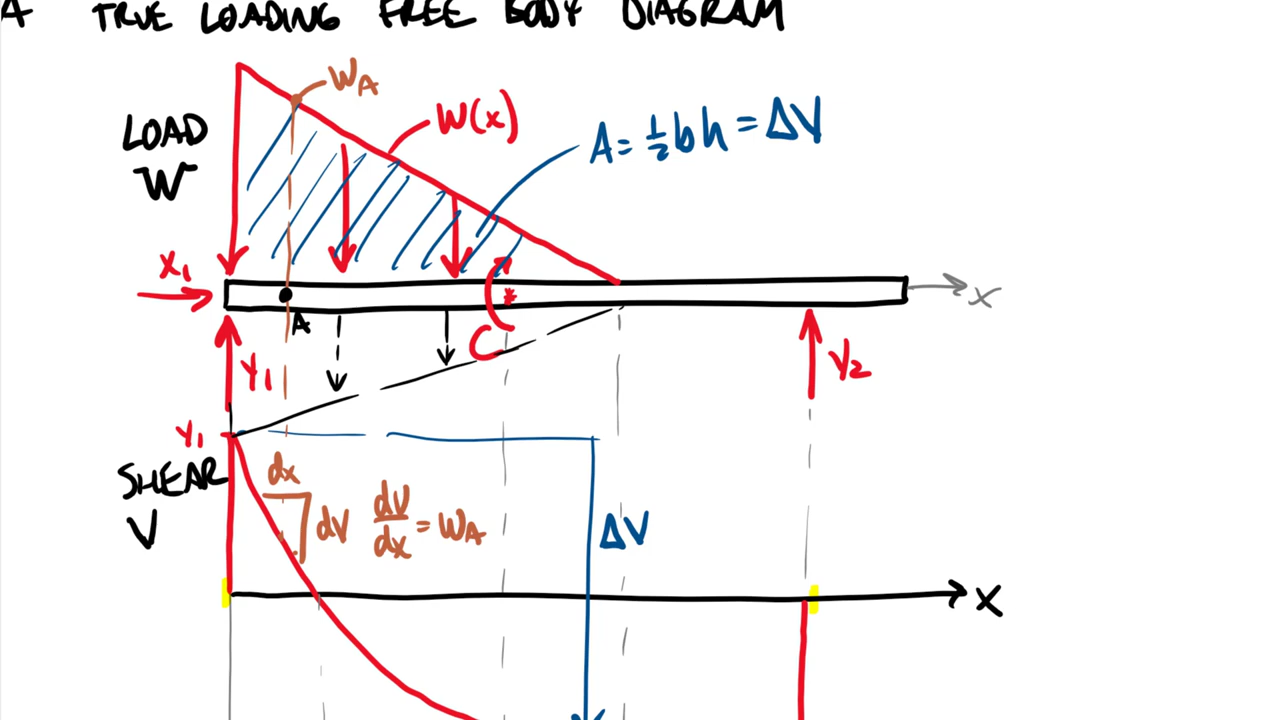 A TRUE LOADING FREE BODY DIAGRAM
WA
W(x)
A = ½bh = ΔV
LOAD
W
X1
x
A
C
Y1
Y2
Y1
SHEAR
V
dx
dV
dV/dx = WA
ΔV
X